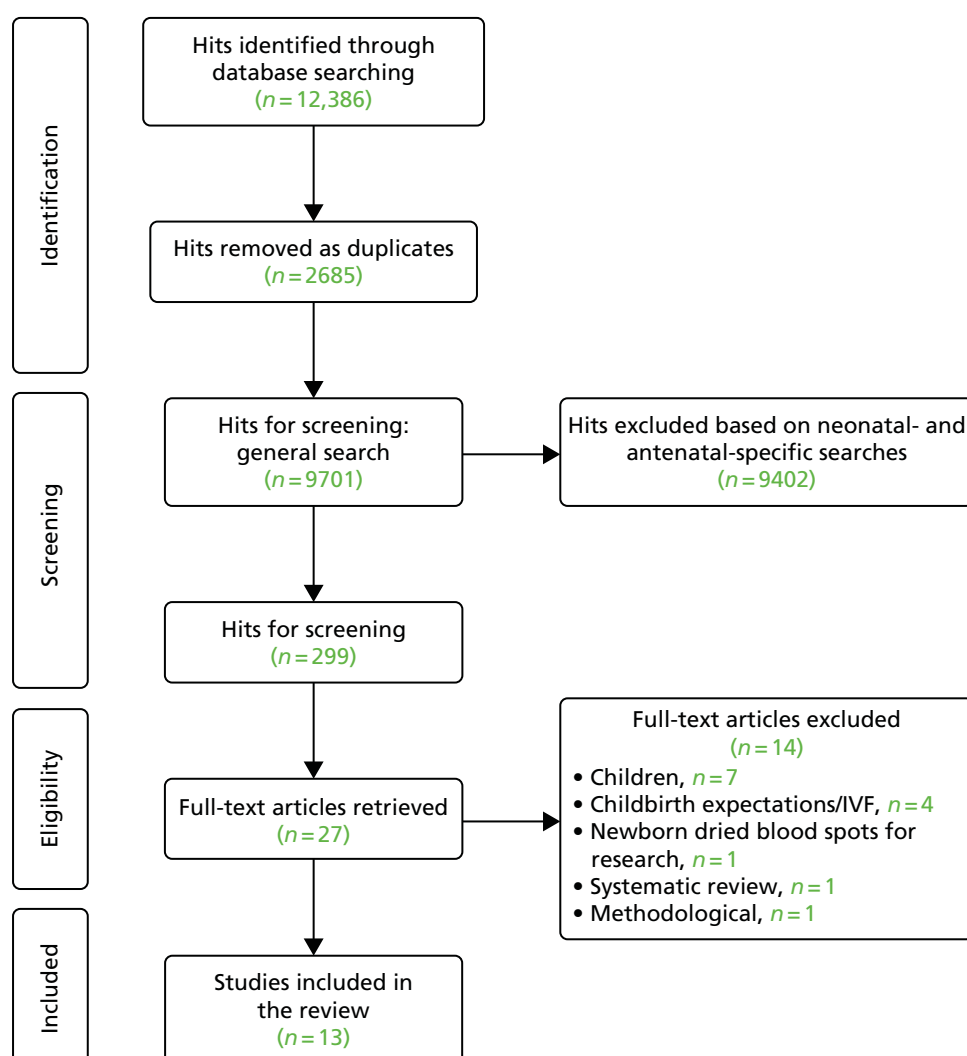 Identification
Hits identified through
database searching
(n = 12,386)
Hits removed as duplicates
(n = 2685)
Screening
Hits for screening:
general search
(n = 9701)
Hits excluded based on neonatal- and
antenatal-specific searches
(n = 9402)
Hits for screening
(n = 299)
Eligibility
Full-text articles retrieved
(n = 27)
Full-text articles excluded
(n = 14)
• Children, n = 7
• Childbirth expectations/IVF, n = 4
• Newborn dried blood spots for
research, n = 1
• Systematic review, n = 1
• Methodological, n = 1
Included
Studies included in
the review
(n = 13)